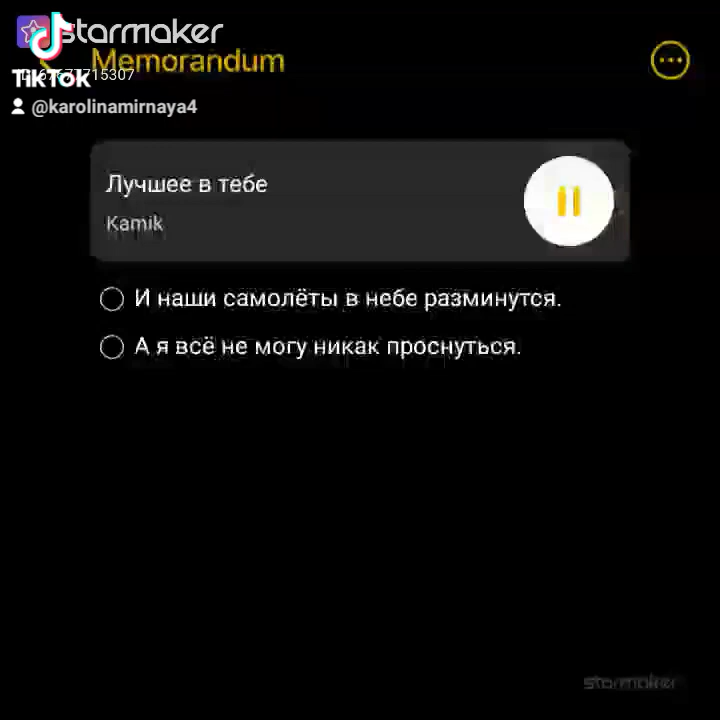 starmaker
Memorandum
TikTok
@karolinamirnaya4
Лучшее в тебе
Kamik
И наши самолёты в небе разминутся.
А я всё не могу никак проснуться.
starmaker